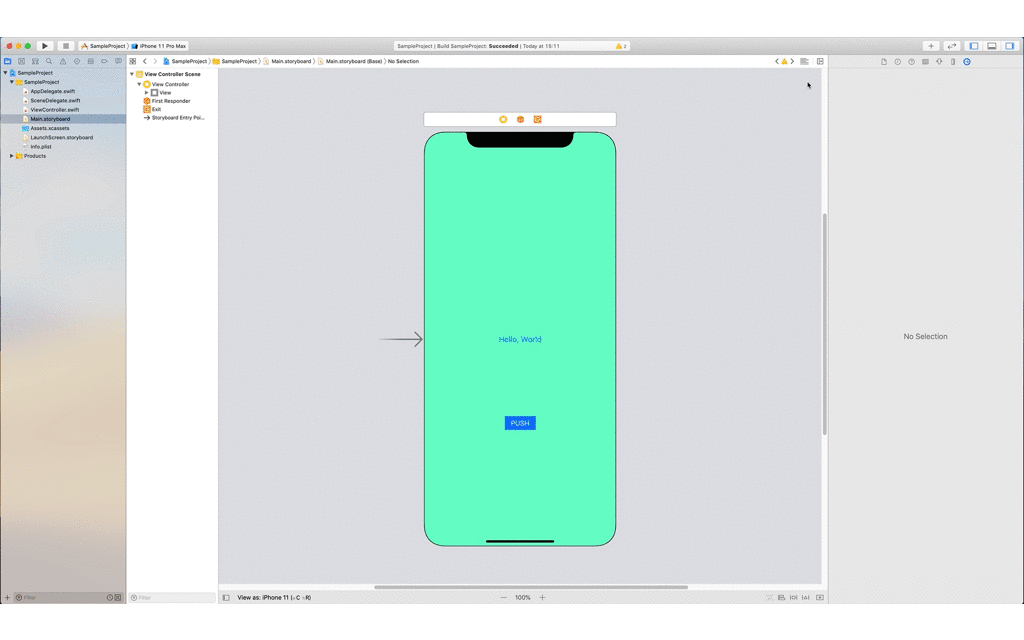 SampleProject
iPhone 11 Pro Max
SampleProject | Build SampleProject: Succeeded | Today at 15:11
2
SampleProject
SampleProject
Main.storyboard
Main.storyboard (Base)
No Selection
SampleProject
SampleProject
AppDelegate.swift
SceneDelegate.swift
ViewController.swift
Main.storyboard
Assets.xcassets
LaunchScreen.storyboard
Info.plist
Products
View Controller Scene
View Controller
View
First Responder
Exit
Storyboard Entry Poi...
Hello, World
PUSH
No Selection
Filter
Filter
View as: iPhone 11
100%